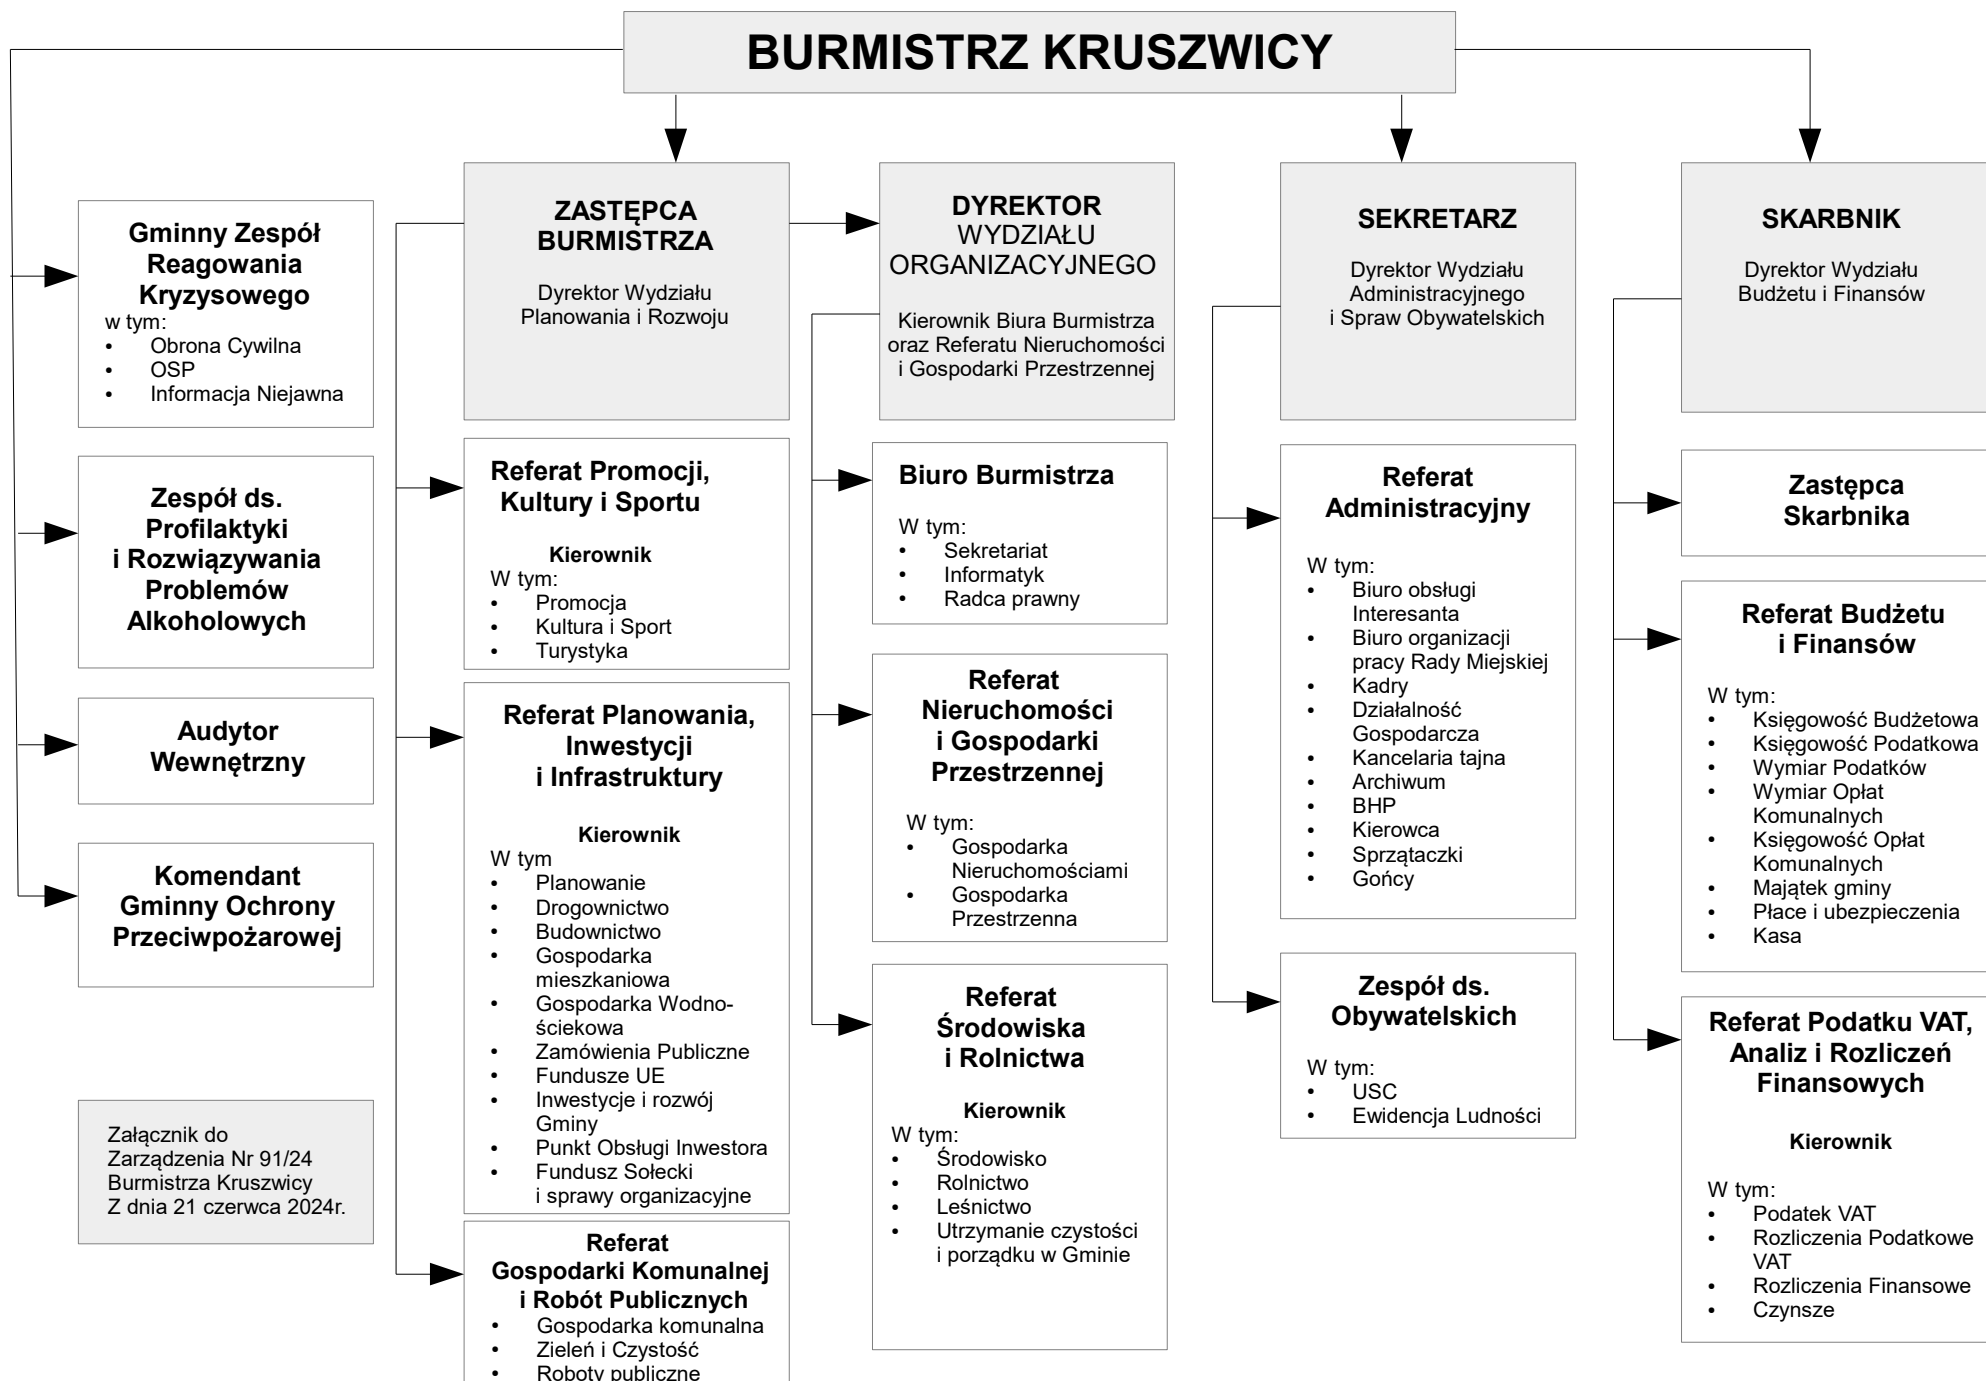 BURMISTRZ KRUSZWICY
Gminny Zespół
Reagowania
Kryzysowego
w tym:
• Obrona Cywilna
• OSP
• Informacja Niejawna
Zespół ds.
Profilaktyki
i Rozwiązywania
Problemów
Alkoholowych
Audytor
Wewnętrzny
Komendant
Gminny Ochrony
Przeciwpożarowej
Załącznik do
Zarządzenia Nr 91/24
Burmistrza Kruszwicy
Z dnia 21 czerwca 2024r.
ZASTĘPCA
BURMISTRZA
Dyrektor Wydziału
Planowania i Rozwoju
Referat Promocji,
Kultury i Sportu
Kierownik
W tym:
• Promocja
• Kultura i Sport
• Turystyka
Referat Planowania,
Inwestycji
i Infrastruktury
Kierownik
W tym
• Planowanie
• Drogownictwo
• Budownictwo
• Gospodarka
mieszkaniowa
• Gospodarka Wodno-
ściekowa
• Zamówienia Publiczne
• Fundusze UE
• Inwestycje i rozwój
Gminy
• Punkt Obsługi Inwestora
• Fundusz Sołecki
i sprawy organizacyjne
Referat
Gospodarki Komunalnej
i Robót Publicznych
• Gospodarka komunalna
• Zieleń i Czystość
• Roboty publiczne
DYREKTOR
WYDZIAŁU
ORGANIZACYJNEGO
Kierownik Biura Burmistrza
oraz Referatu Nieruchomości
i Gospodarki Przestrzennej
Biuro Burmistrza
W tym:
• Sekretariat
• Informatyk
• Radca prawny
Referat
Nieruchomości
i Gospodarki
Przestrzennej
W tym:
• Gospodarka
Nieruchomościami
• Gospodarka
Przestrzenna
Referat
Środowiska
i Rolnictwa
Kierownik
W tym:
• Środowisko
• Rolnictwo
• Leśnictwo
• Utrzymanie czystości
i porządku w Gminie
SEKRETARZ
Dyrektor Wydziału
Administracyjnego
i Spraw Obywatelskich
Referat
Administracyjny
W tym:
• Biuro obsługi
Interesanta
• Biuro organizacji
pracy Rady Miejskiej
• Kadry
• Działalność
Gospodarcza
• Kancelaria tajna
• Archiwum
• BHP
• Kierowca
• Sprzątaczki
• Gońcy
Zespół ds.
Obywatelskich
W tym:
• USC
• Ewidencja Ludności
SKARBNIK
Dyrektor Wydziału
Budżetu i Finansów
Zastępca
Skarbnika
Referat Budżetu
i Finansów
W tym:
• Księgowość Budżetowa
• Księgowość Podatkowa
• Wymiar Podatków
• Wymiar Opłat
Komunalnych
• Księgowość Opłat
Komunalnych
• Majątek gminy
• Płace i ubezpieczenia
• Kasa
Referat Podatku VAT,
Analiz i Rozliczeń
Finansowych
Kierownik
W tym:
• Podatek VAT
• Rozliczenia Podatkowe
VAT
• Rozliczenia Finansowe
• Czynsze